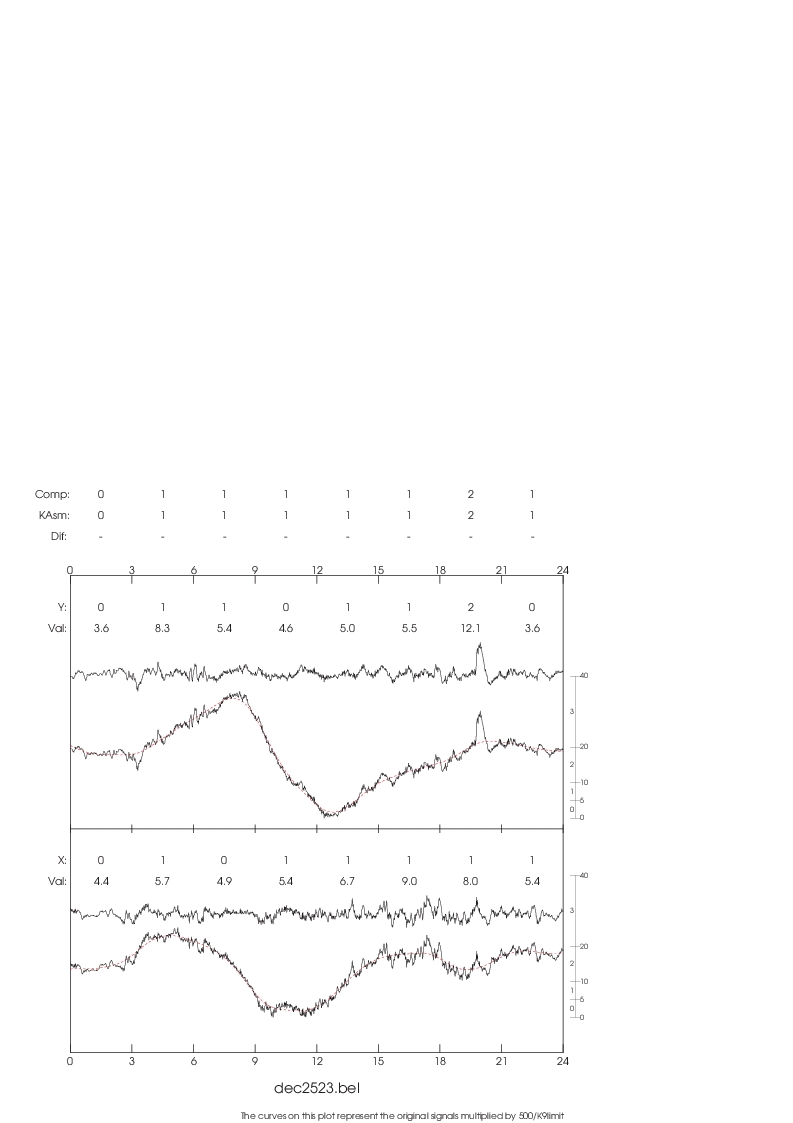 Comp: 0 1 1 1 1 1 2 1
KAsm: 0 1 1 1 1 1 2 1
Dif: - - - - - - - -
0 3 6 9 12 15 18 21 24
Y: 0 1 1 0 1 1 2 0
Val: 3.6 8.3 5.4 4.6 5.0 5.5 12.1 3.6
40
3
20
2
10
1
5
0
0
X: 0 1 0 1 1 1 1 1
Val: 4.4 5.7 4.9 5.4 6.7 9.0 8.0 5.4
40
3
20
2
10
1
5
0
0
0 3 6 9 12 15 18 21 24
dec2523.bel
The curves on this plot represent the original signals multiplied by 500/K9limit